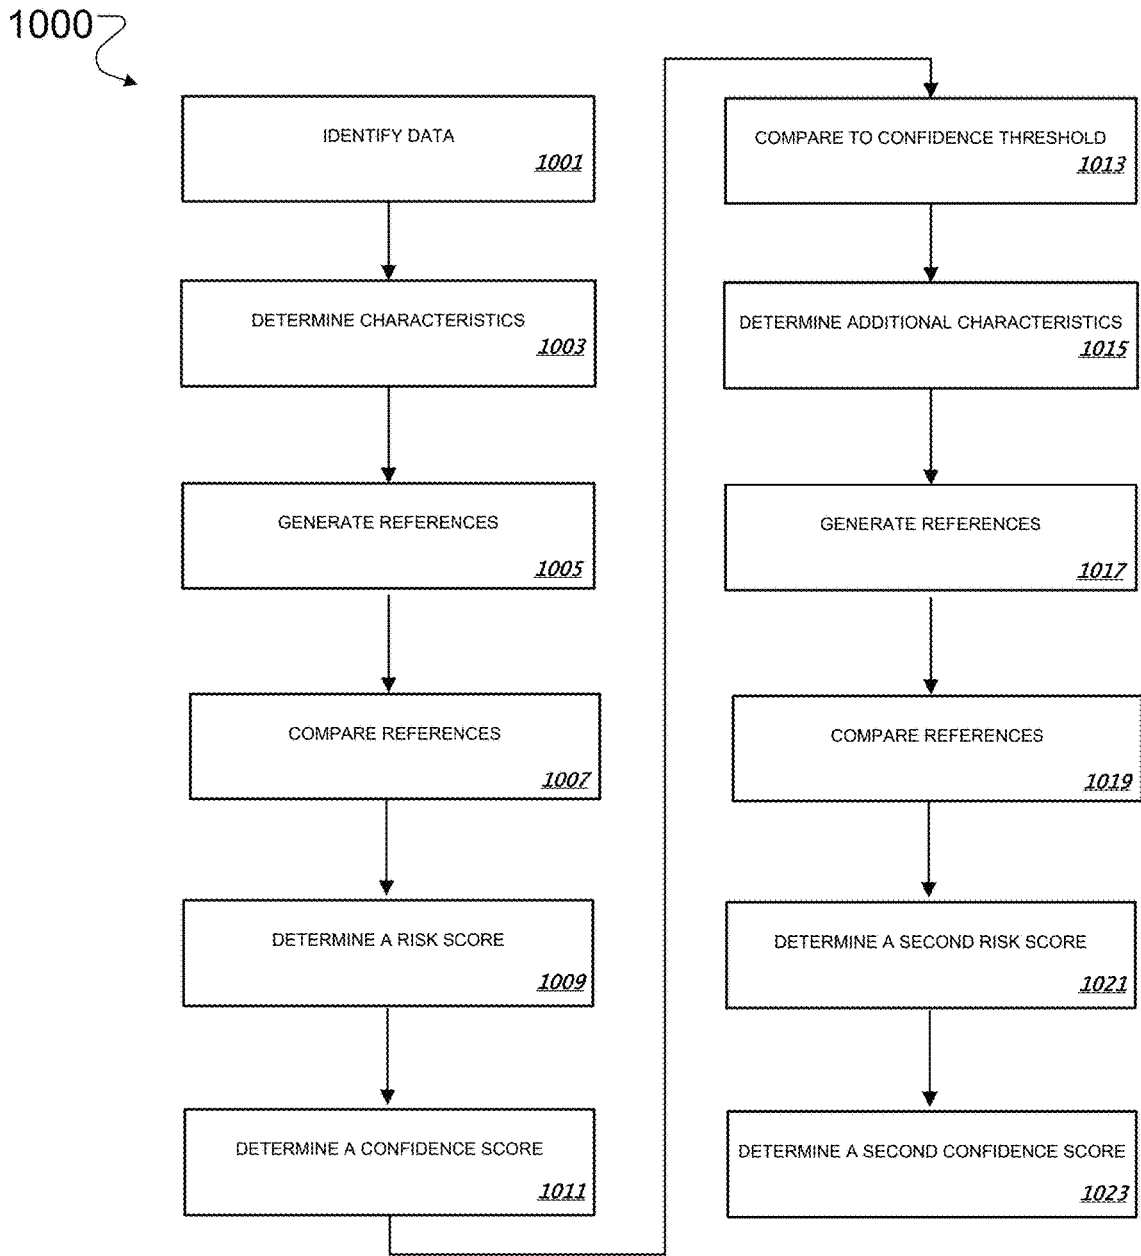 1000
IDENTIFY DATA
1001
DETERMINE CHARACTERISTICS
1003
GENERATE REFERENCES
1005
COMPARE REFERENCES
1007
DETERMINE A RISK SCORE
1009
DETERMINE A CONFIDENCE SCORE
1011
COMPARE TO CONFIDENCE THRESHOLD
1013
DETERMINE ADDITIONAL CHARACTERISTICS
1015
GENERATE REFERENCES
1017
COMPARE REFERENCES
1019
DETERMINE A SECOND RISK SCORE
1021
DETERMINE A SECOND CONFIDENCE SCORE
1023